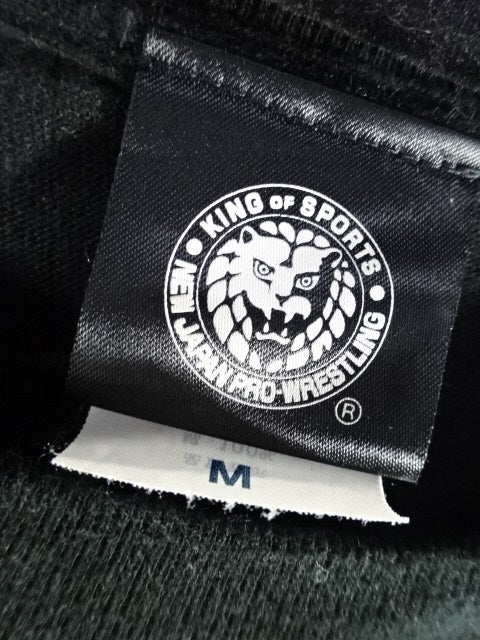 KING OF SPORTS
NEW JAPAN PRO-WRESTLING
®
M